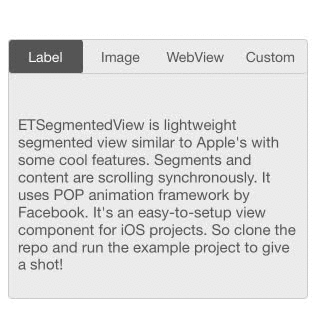 Label Image WebView Custom
ETSegmentedView is lightweight
segmented view similar to Apple's with
some cool features. Segments and
content are scrolling synchronously. It
uses POP animation framework by
Facebook. It's an easy-to-setup view
component for iOS projects. So clone the
repo and run the example project to give
a shot!